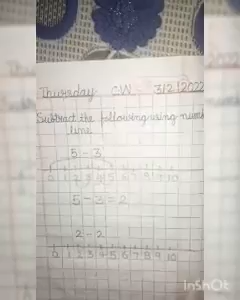 Thursday C.W. 3/2/2022
Subtract the following using num
line
5-3
0 1 2 3 4 5 6 7 8 9 10
5-3=2
2-2
0 1 2 3 4 5 6 7 8 9 10
InShOt